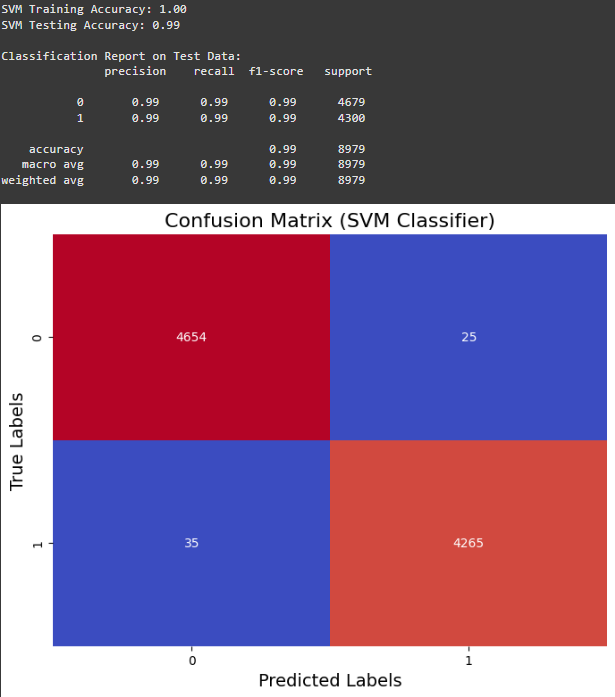 SVM Training Accuracy: 1.00
SVM Testing Accuracy: 0.99
Classification Report on Test Data:
precision recall f1-score support
0 0.99 0.99 0.99 4679
1 0.99 0.99 0.99 4300
accuracy 0.99 8979
macro avg 0.99 0.99 0.99 8979
weighted avg 0.99 0.99 0.99 8979
Confusion Matrix (SVM Classifier)
True Labels
0
4654 25
1
35 4265
0 1
Predicted Labels